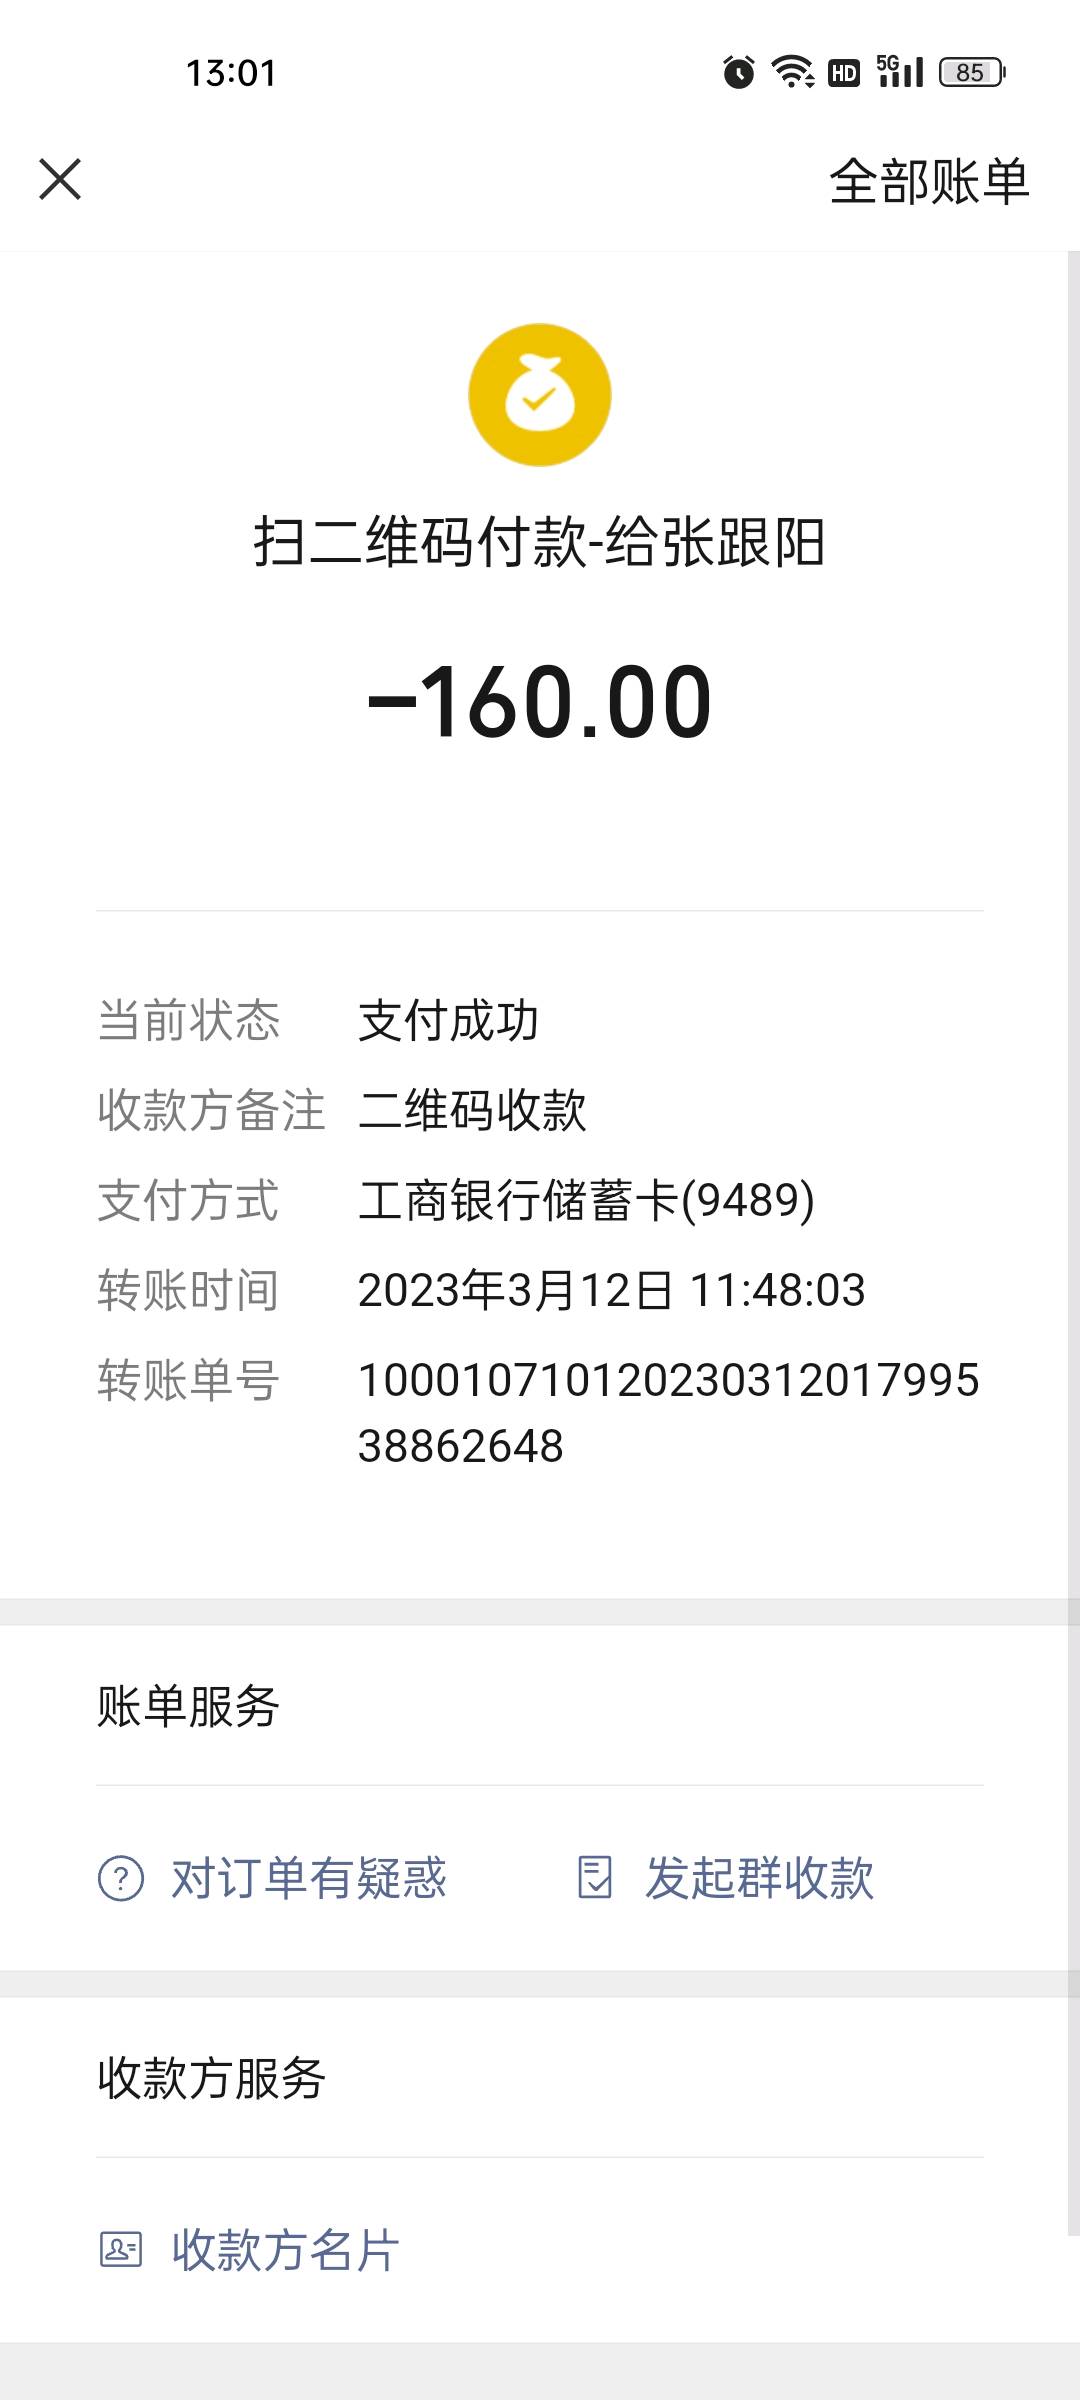 13:01
HD 5G 85
全部账单
扫二维码付款-给张跟阳
-160.00
当前状态 支付成功
收款方备注 二维码收款
支付方式 工商银行储蓄卡(9489)
转账时间 2023年3月12日 11:48:03
转账单号 100010710120230312017995
38862648
账单服务
对订单有疑惑 发起群收款
收款方服务
收款方名片